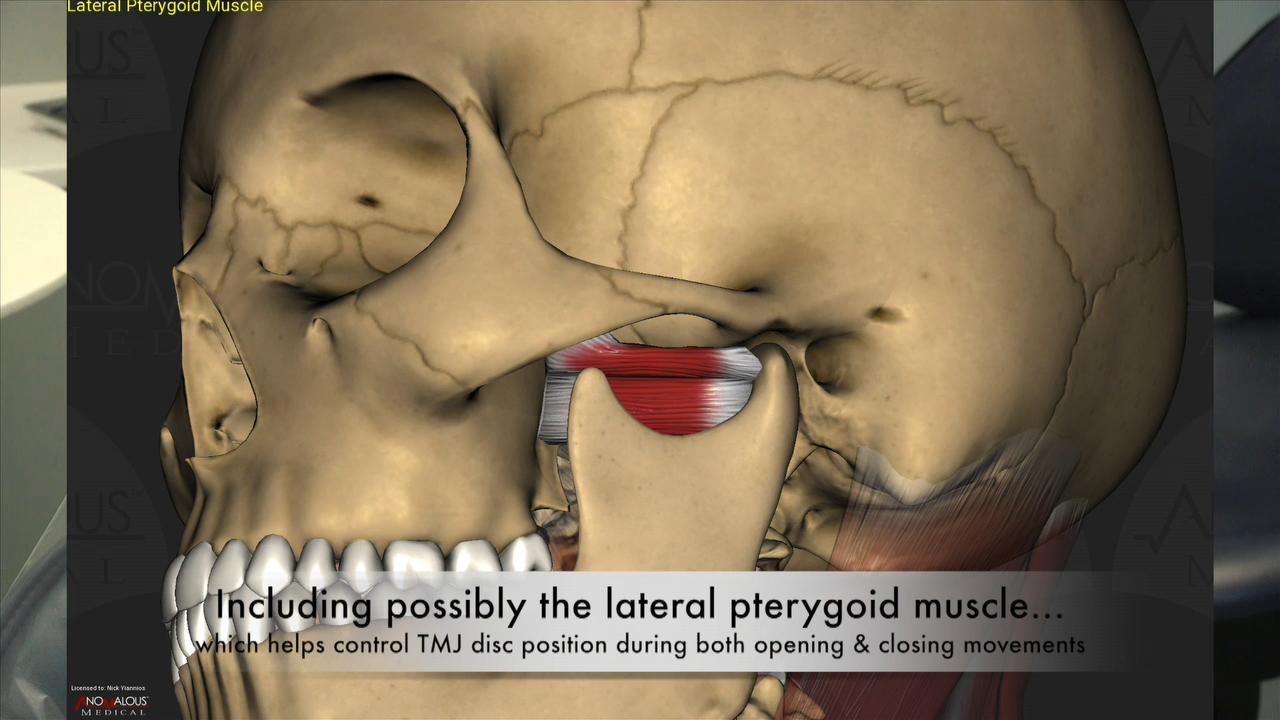 Lateral Pterygoid Muscle
Including possibly the lateral pterygoid muscle...
which helps control TMJ disc position during both opening & closing movements
Licensed to: Nick Yiannios
ANOMALOUS
MEDICAL